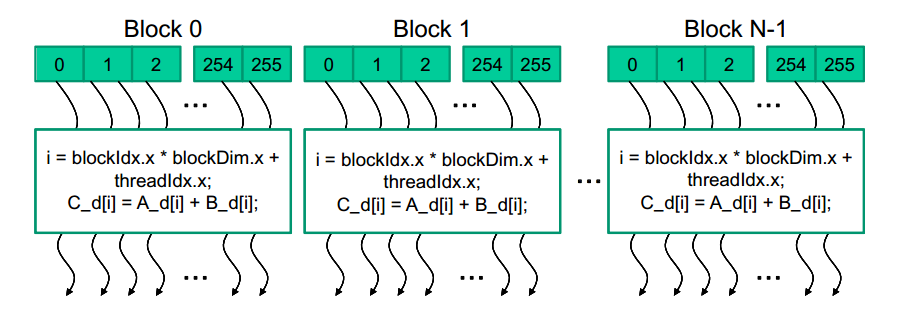 Block 0
0 1 2 254 255
...
i = blockIdx.x * blockDim.x +
threadIdx.x;
C_d[i] = A_d[i] + B_d[i];
...
Block 1
0 1 2 254 255
...
i = blockIdx.x * blockDim.x +
threadIdx.x;
C_d[i] = A_d[i] + B_d[i];
...
...
Block N-1
0 1 2 254 255
...
i = blockIdx.x * blockDim.x +
threadIdx.x;
C_d[i] = A_d[i] + B_d[i];
...